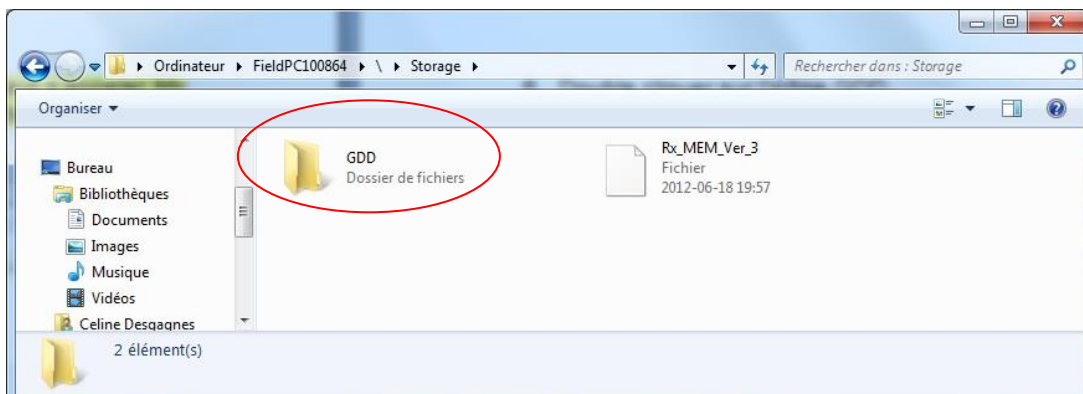 Ordinateur ▸ FieldPC100864 ▸ \ ▸ Storage ▸
Rechercher dans : Storage
Organiser
Bureau
Bibliothèques
Documents
Images
Musique
Vidéos
Celine Desgagnes
GDD
Dossier de fichiers
Rx_MEM_Ver_3
Fichier
2012-06-18 19:57
2 élément(s)